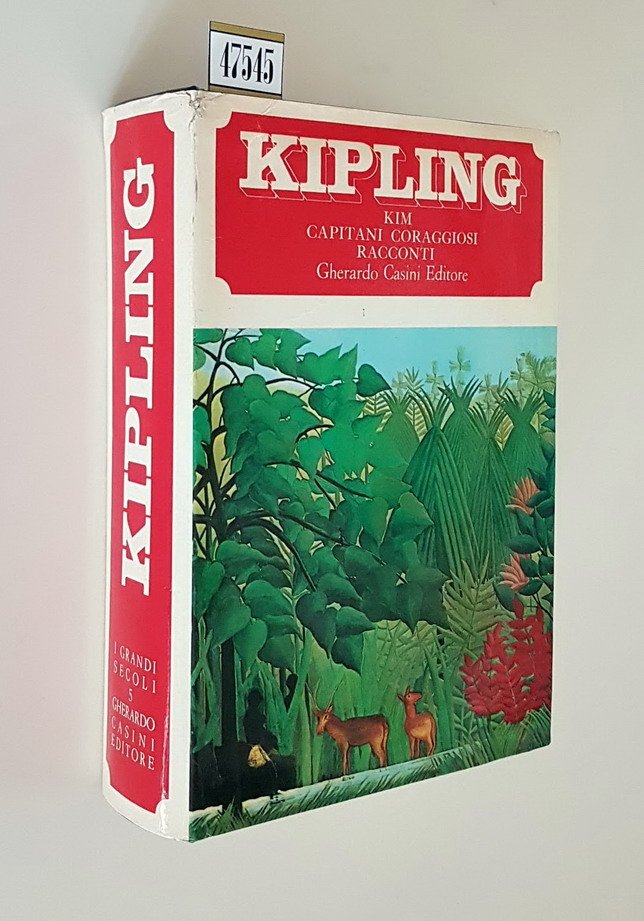 47545
KIPLING
KIM
CAPITANI CORAGGIOSI
RACCONTI
Gherardo Casini Editore
KIPLING
I GRANDI
SECOLI
5
GHERARDO
CASINI
EDITORE